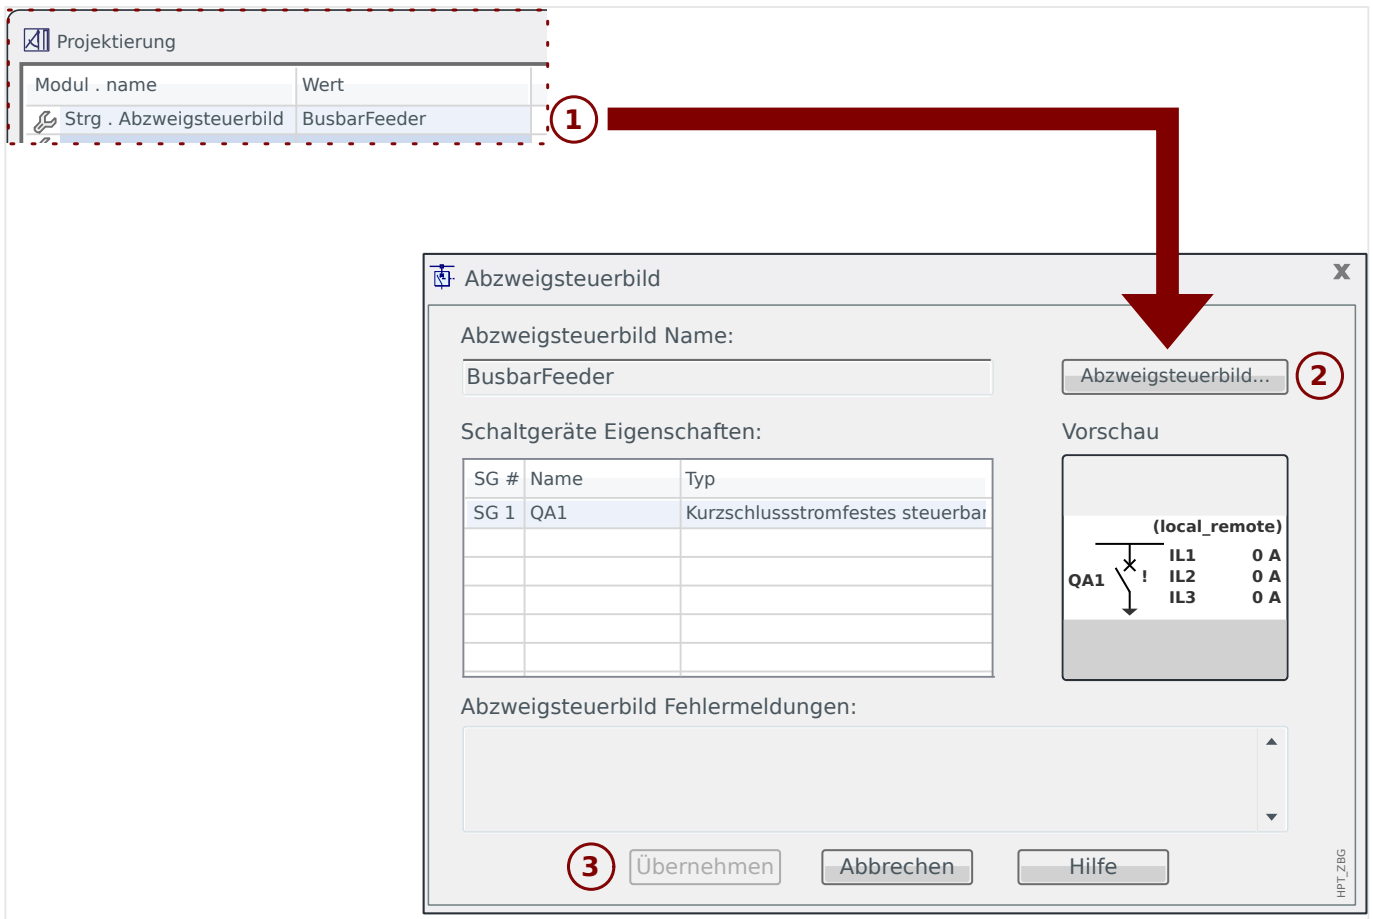 Projektierung
Modul . name Wert
Strg . Abzweigsteuerbild BusbarFeeder
1
Abzweigsteuerbild X
Abzweigsteuerbild Name:
BusbarFeeder
Abzweigsteuerbild...
2
Schaltgeräte Eigenschaften:
Vorschau
SG # Name Typ
SG 1 QA1 Kurzschlussstromfestes steuerbar
(local_remote)
IL1 0 A
QA1 ! IL2 0 A
IL3 0 A
Abzweigsteuerbild Fehlermeldungen:
3
Übernehmen Abbrechen Hilfe
HPT_ZBG